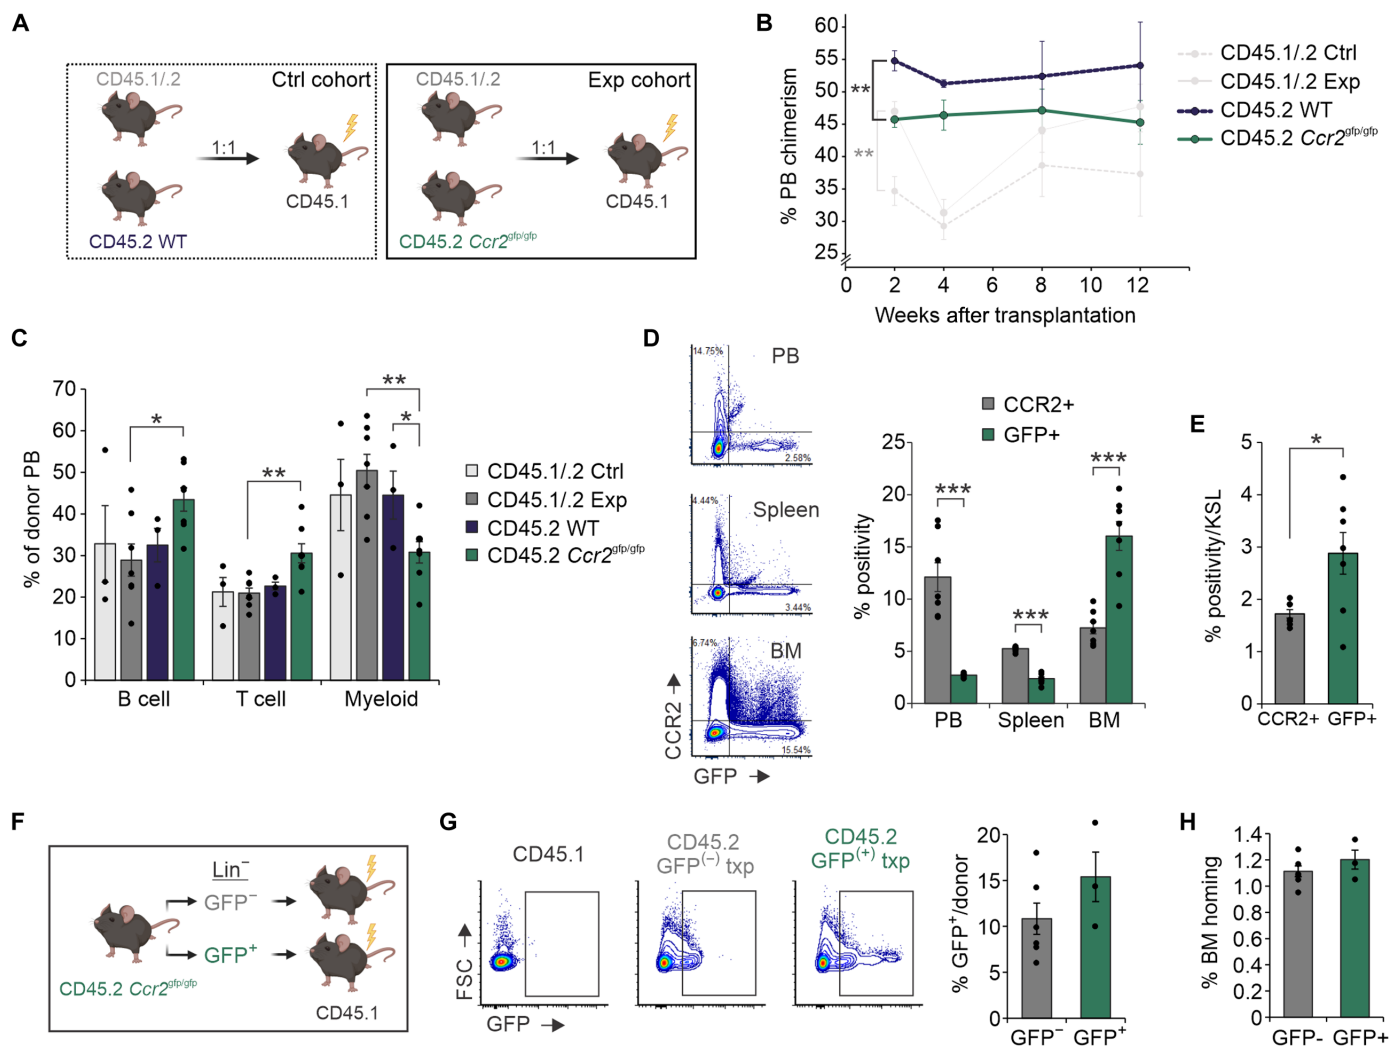 A
CD45.1/.2
Ctrl cohort
1:1
CD45.1
CD45.2 WT
CD45.1/.2
Exp cohort
1:1
CD45.1
CD45.2 Ccr2gfp/gfp
B
% PB chimerism
60
55
50
45
40
35
30
25
**
**
0 2 4 6 8 10 12
Weeks after transplantation
CD45.1/.2 Ctrl
CD45.1/.2 Exp
CD45.2 WT
CD45.2 Ccr2gfp/gfp
C
% of donor PB
70
60
50
40
30
20
10
0
*
**
**
*
B cell T cell Myeloid
CD45.1/.2 Ctrl
CD45.1/.2 Exp
CD45.2 WT
CD45.2 Ccr2gfp/gfp
D
14.75%
PB
2.58%
4.44%
Spleen
3.44%
6.74%
BM
15.54%
CCR2
GFP
CCR2+
GFP+
% positivity
25
20
15
10
5
0
***
***
***
PB Spleen BM
E
% positivity/KSL
5
4
3
2
1
0
*
CCR2+ GFP+
F
Lin−
GFP−
GFP+
CD45.2 Ccr2gfp/gfp
CD45.1
G
CD45.1
CD45.2
GFP(−) txp
CD45.2
GFP(+) txp
FSC
GFP
% GFP+/donor
20
15
10
5
0
GFP− GFP+
H
% BM homing
1.4
1.2
1.0
0.8
0.6
0.4
0.2
0
GFP- GFP+